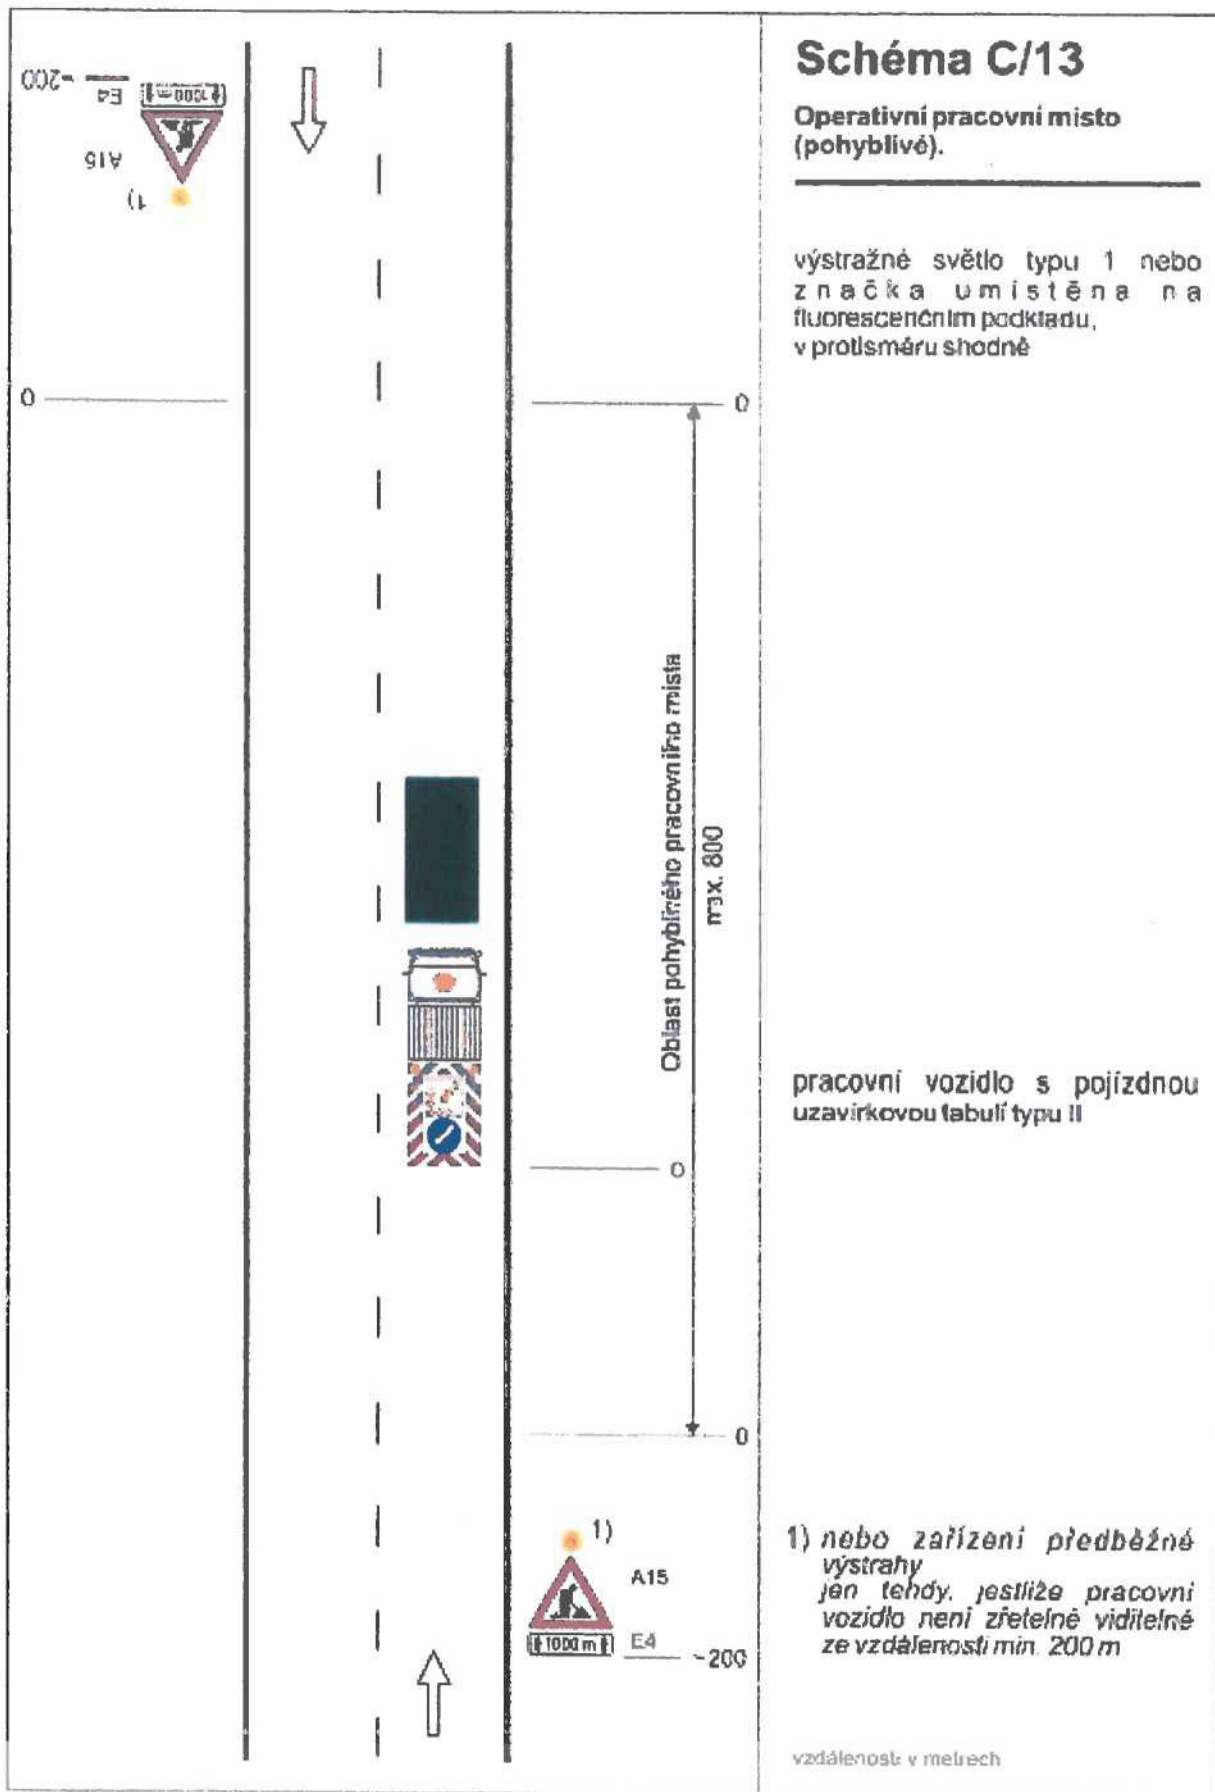 Schéma C/13
Operativní pracovní místo
(pohyblivé).
výstražné světlo typu 1 nebo
značka umístěna na
fluorescenčním podkladu,
v protisměru shodně
-200
E4
1000 m
A15
1)
0
0
Oblast pohyblného pracovního místa
max. 800
pracovní vozidlo s pojízdnou
uzavírkovou tabulí typu II
0
0
1)
A15
1000 m
E4
-200
1) nebo zařízení předběžné
výstrahy
jen tehdy, jestliže pracovní
vozidlo není zřetelně viditelné
ze vzdálenosti min. 200 m
vzdálenosti v metrech